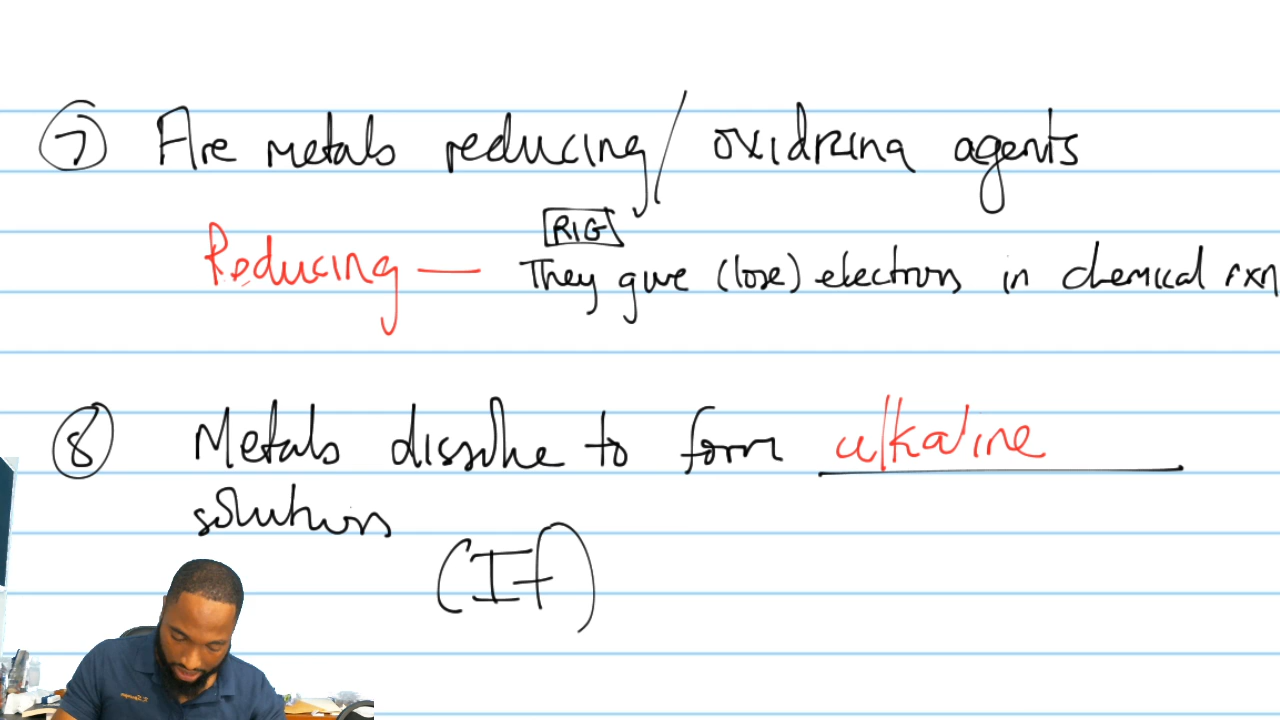 7 Are metals reducing/ oxidizing agents
RIG
Reducing — They give (lose) electrons in chemical rxn
8 Metals dissolve to form alkaline
solutions
(If)